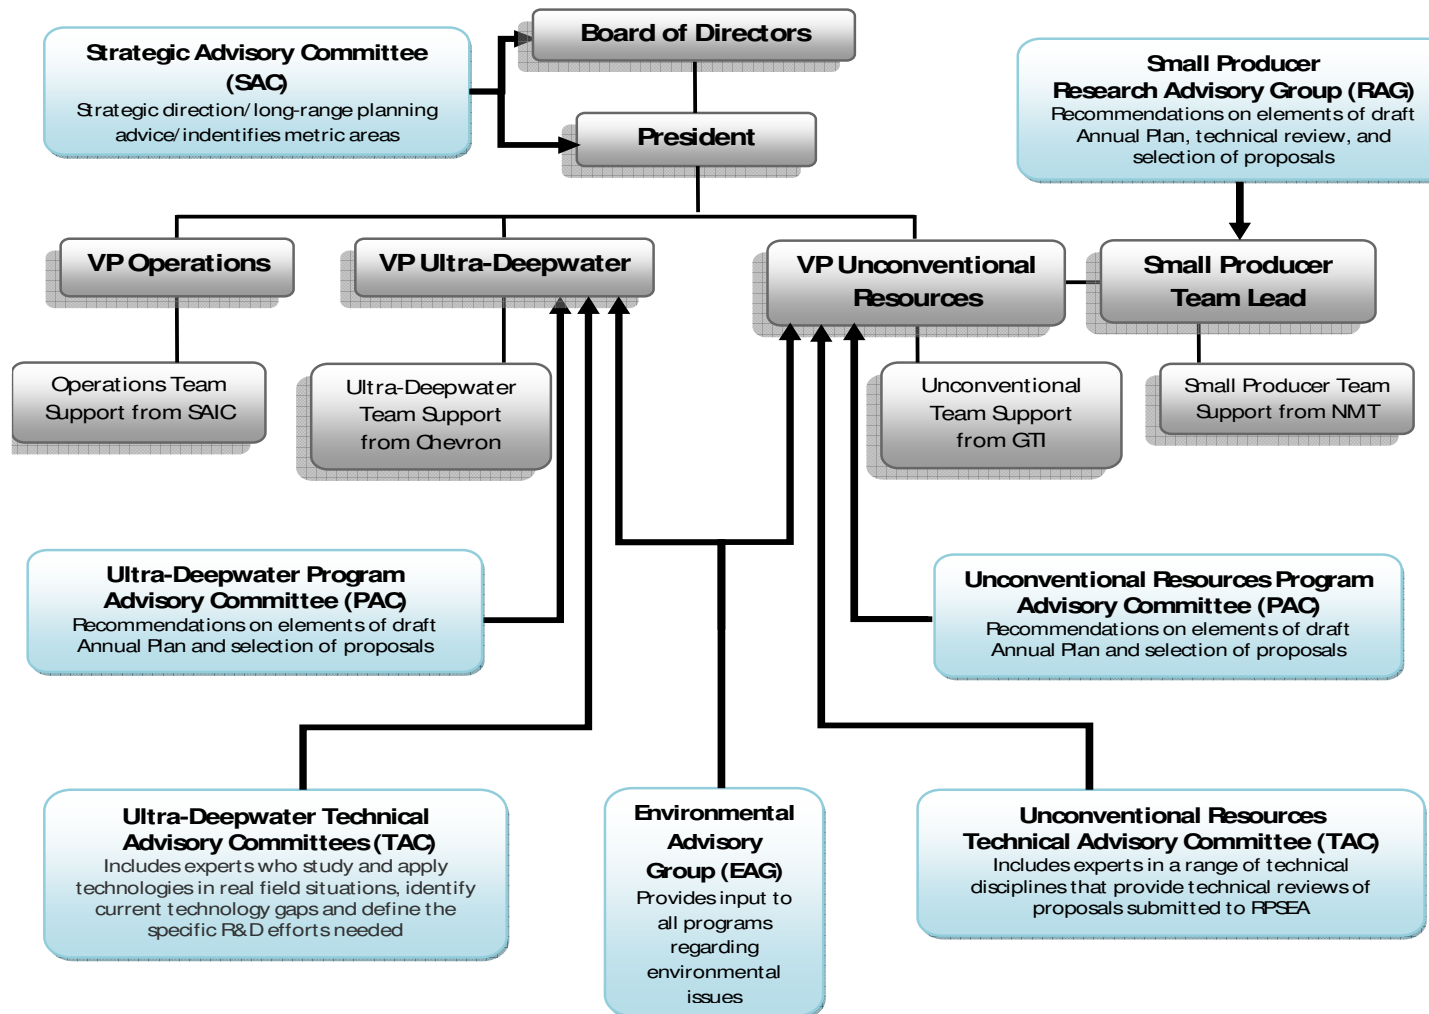 Strategic Advisory Committee
(SAC)
Strategic direction/long-range planning
advice/indentifies metric areas
Board of Directors
President
Small Producer
Research Advisory Group (RAG)
Recommendations on elements of draft
Annual Plan, technical review, and
selection of proposals
VP Operations
VP Ultra-Deepwater
VP Unconventional
Resources
Small Producer
Team Lead
Operations Team
Support from SAIC
Ultra-Deepwater
Team Support
from Chevron
Unconventional
Team Support
from GTI
Small Producer Team
Support from NMT
Ultra-Deepwater Program
Advisory Committee (PAC)
Recommendations on elements of draft
Annual Plan and selection of proposals
Unconventional Resources Program
Advisory Committee (PAC)
Recommendations on elements of draft
Annual Plan and selection of proposals
Ultra-Deepwater Technical
Advisory Committees (TAC)
Includes experts who study and apply
technologies in real field situations, identify
current technology gaps and define the
specific R&D efforts needed
Environmental
Advisory
Group (EAG)
Provides input to
all programs
regarding
environmental
issues
Unconventional Resources
Technical Advisory Committee (TAC)
Includes experts in a range of technical
disciplines that provide technical reviews of
proposals submitted to RPSEA